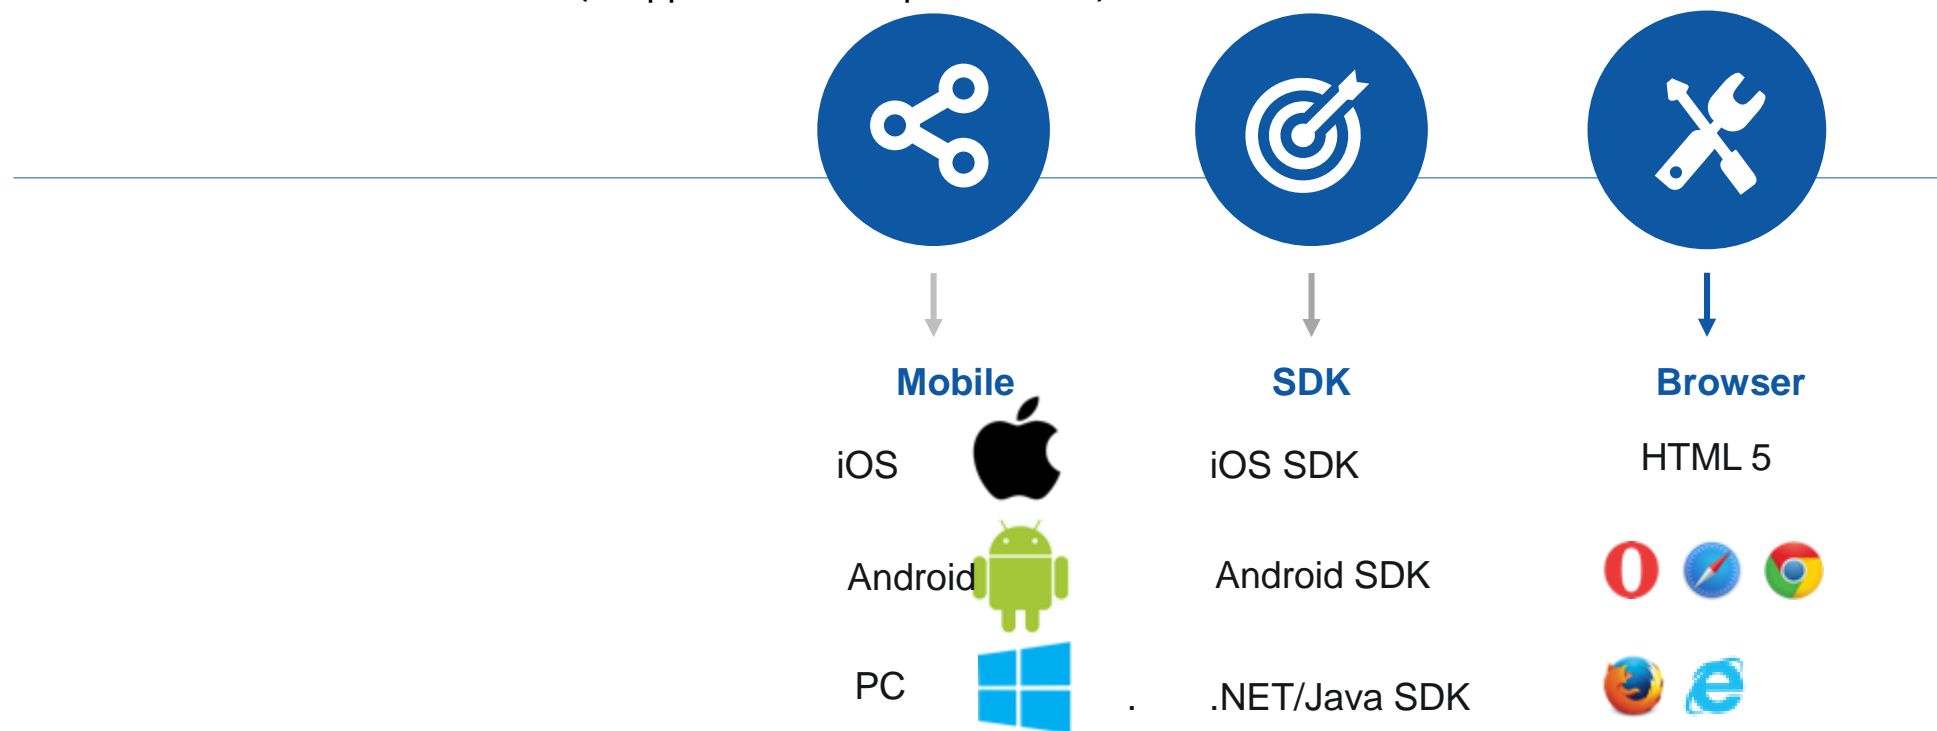 Mobile
SDK
Browser
iOS
iOS SDK
HTML 5
Android
Android SDK
PC
.
.NET/Java SDK